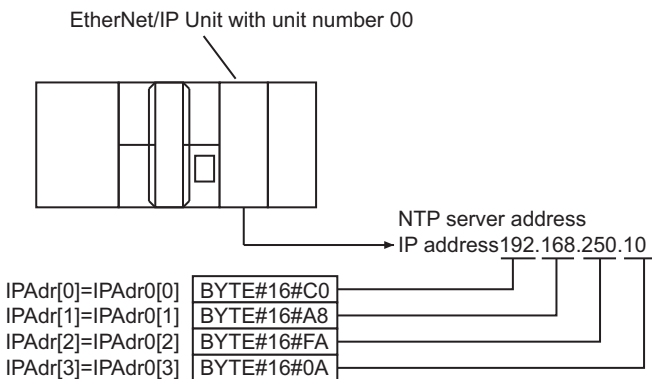 EtherNet/IP Unit with unit number 00
NTP server address
IP address192.168.250.10
IPAdr[0]=IPAdr0[0] BYTE#16#C0
IPAdr[1]=IPAdr0[1] BYTE#16#A8
IPAdr[2]=IPAdr0[2] BYTE#16#FA
IPAdr[3]=IPAdr0[3] BYTE#16#0A